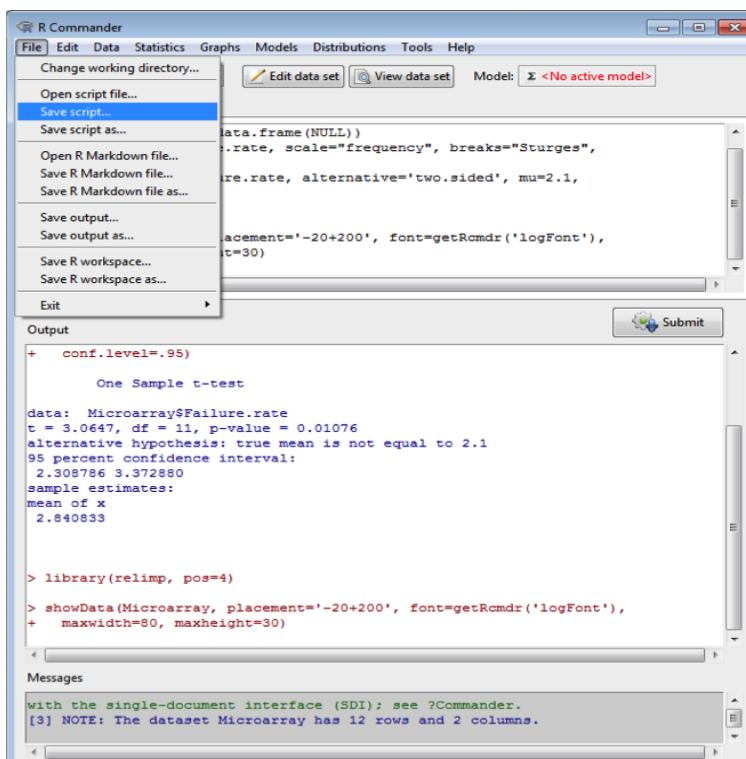 R Commander
File Edit Data Statistics Graphs Models Distributions Tools Help
Change working directory...
Edit data set View data set Model: Σ <No active model>
Open script file...
Save script...
Save script as...
data.frame(NULL))
.rate, scale="frequency", breaks="Sturges",
Open R Markdown file...
Save R Markdown file...
re.rate, alternative='two.sided', mu=2.1,
Save R Markdown file as...
Save output...
Save output as...
acement='-20+200', font=getRcmdr('logFont'),
t=30)
Save R workspace...
Save R workspace as...
Exit
Output
Submit
+ conf.level=.95)
One Sample t-test
data: Microarray$Failure.rate
t = 3.0647, df = 11, p-value = 0.01076
alternative hypothesis: true mean is not equal to 2.1
95 percent confidence interval:
2.308786 3.372880
sample estimates:
mean of x
2.840833
> library(relimp, pos=4)
> showData(Microarray, placement='-20+200', font=getRcmdr('logFont'),
+ maxwidth=80, maxheight=30)
Messages
with the single-document interface (SDI); see ?Commander.
[3] NOTE: The dataset Microarray has 12 rows and 2 columns.